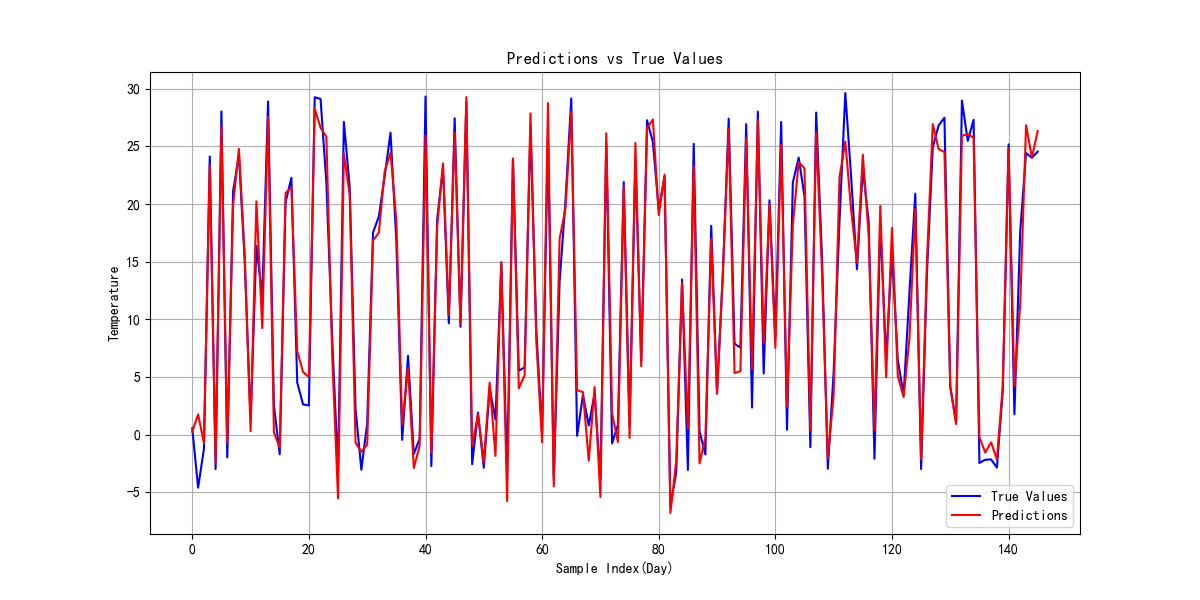 Predictions vs True Values
Temperature
30
25
20
15
10
5
0
−5
0 20 40 60 80 100 120 140
Sample Index(Day)
True Values
Predictions